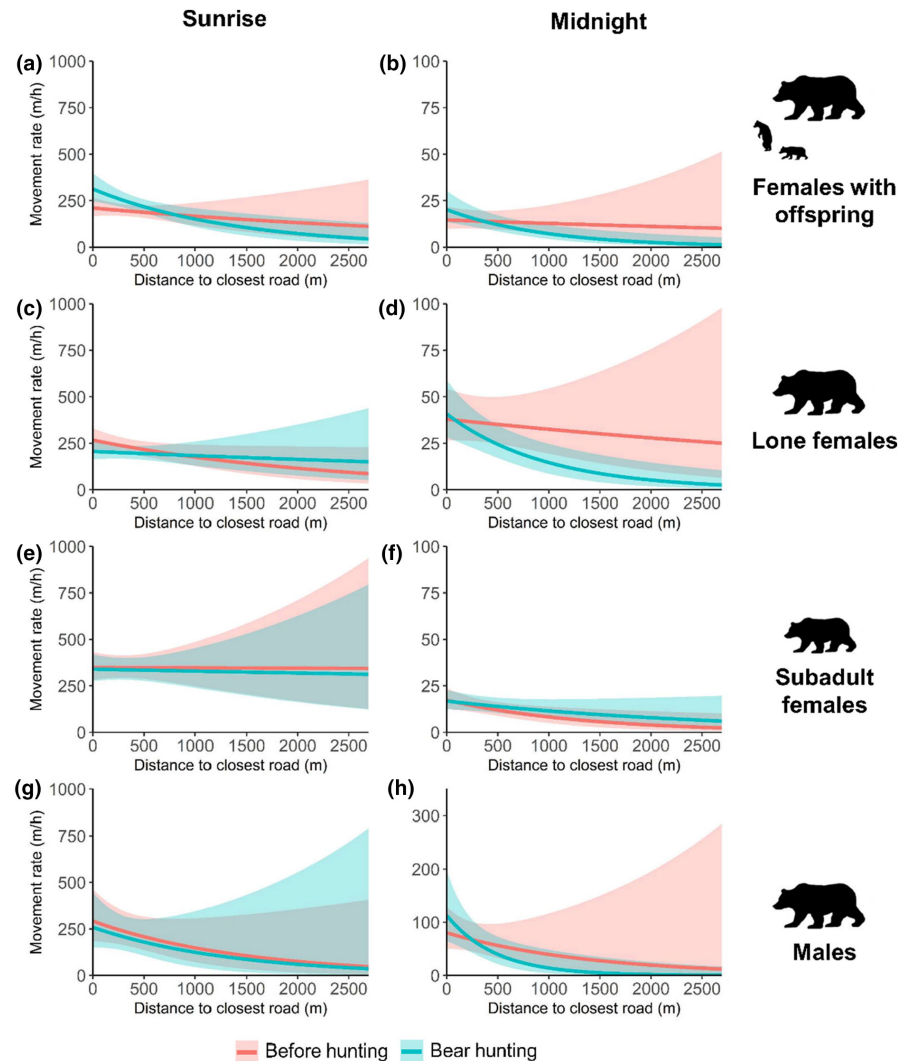 Sunrise
Midnight
(a)
(b)
1000
750
500
250
0
Movement rate (m/h)
0 500 1000 1500 2000 2500
Distance to closest road (m)
100
75
50
25
0
0 500 1000 1500 2000 2500
Distance to closest road (m)
Females with
offspring
(c)
(d)
1000
750
500
250
0
Movement rate (m/h)
0 500 1000 1500 2000 2500
Distance to closest road (m)
100
75
50
25
0
0 500 1000 1500 2000 2500
Distance to closest road (m)
Lone females
(e)
(f)
1000
750
500
250
0
Movement rate (m/h)
0 500 1000 1500 2000 2500
Distance to closest road (m)
100
75
50
25
0
0 500 1000 1500 2000 2500
Distance to closest road (m)
Subadult
females
(g)
(h)
1000
750
500
250
0
Movement rate (m/h)
0 500 1000 1500 2000 2500
Distance to closest road (m)
300
200
100
0
0 500 1000 1500 2000 2500
Distance to closest road (m)
Males
Before hunting
Bear hunting